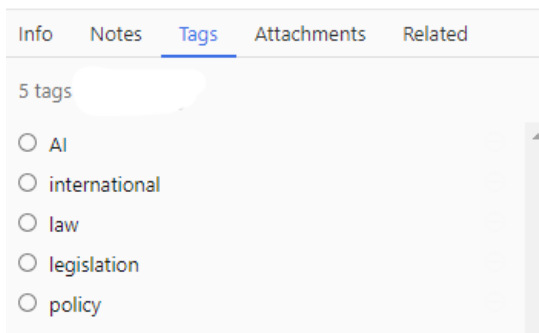 Info Notes Tags Attachments Related
5 tags
AI
international
law
legislation
policy